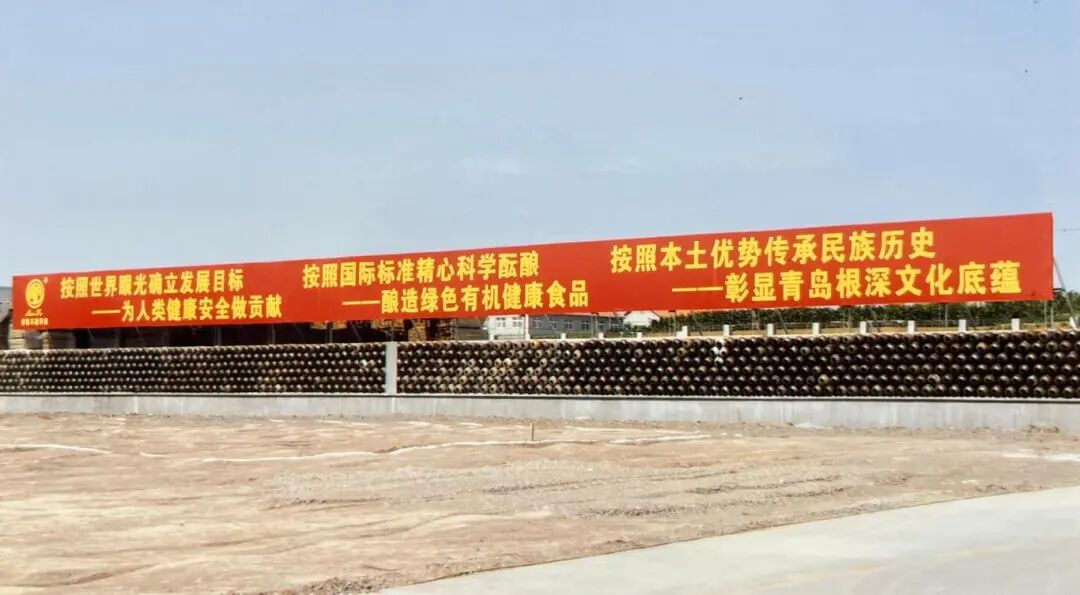 按照世界眼光确立发展目标
——为人类健康安全做贡献
按照国际标准精心科学酝酿
——酿造绿色有机健康食品
按照本土优势传承民族历史
——彰显青岛根深文化底蕴